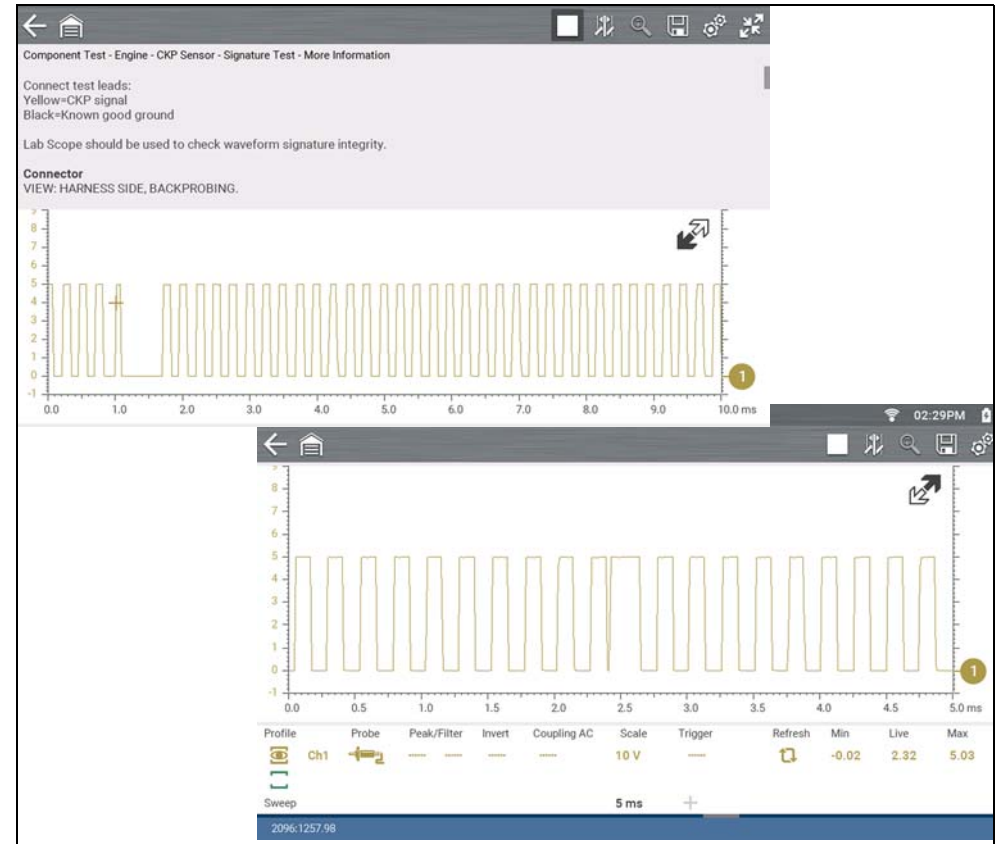 Component Test - Engine - CKP Sensor - Signature Test - More Information
Connect test leads:
Yellow=CKP signal
Black=Known good ground
Lab Scope should be used to check waveform signature integrity.
Connector
VIEW: HARNESS SIDE, BACKPROBING.
9
8
7
6
5
4
3
2
1
0
-1
1
0.0 1.0 2.0 3.0 4.0 5.0 6.0 7.0 8.0 9.0 10.0 ms
02:29PM
9
8
7
6
5
4
3
2
1
0
-1
1
0.0 0.5 1.0 1.5 2.0 2.5 3.0 3.5 4.0 4.5 5.0 ms
Profile Probe Peak/Filter Invert Coupling AC Scale Trigger Refresh Min Live Max
Ch1 ----- ----- ----- ----- 10 V ----- -0.02 2.32 5.03
Sweep 5 ms
2096:1257.98